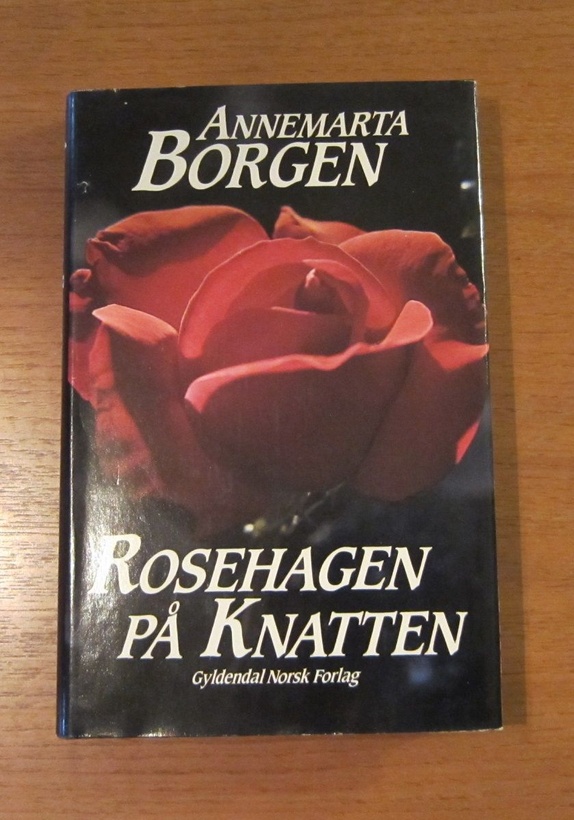 ANNEMARTA
BORGEN
ROSEHAGEN
PÅ KNATTEN
Gyldendal Norsk Forlag